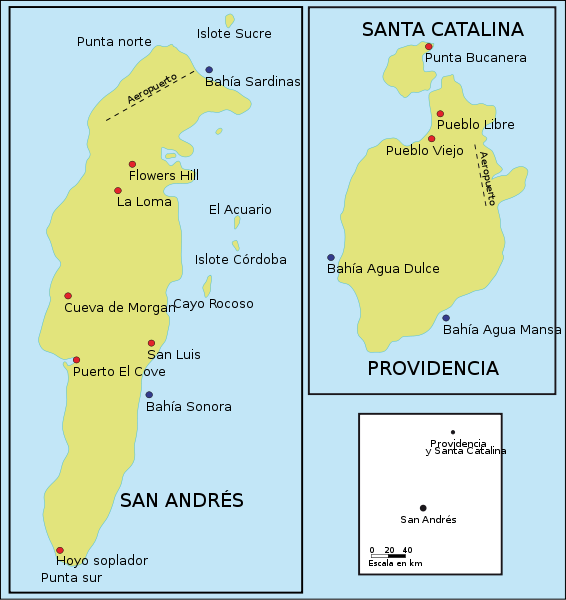 Islote Sucre
Punta norte
Bahía Sardinas
Aeropuerto
Flowers Hill
La Loma
El Acuario
Islote Córdoba
Cayo Rocoso
Cueva de Morgan
San Luis
Puerto El Cove
Bahía Sonora
SAN ANDRÉS
Hoyo soplador
Punta sur
SANTA CATALINA
Punta Bucanera
Pueblo Libre
Pueblo Viejo
Aeropuerto
Bahía Agua Dulce
Bahía Agua Mansa
PROVIDENCIA
Providencia
y Santa Catalina
San Andrés
0 20 40
Escala en km